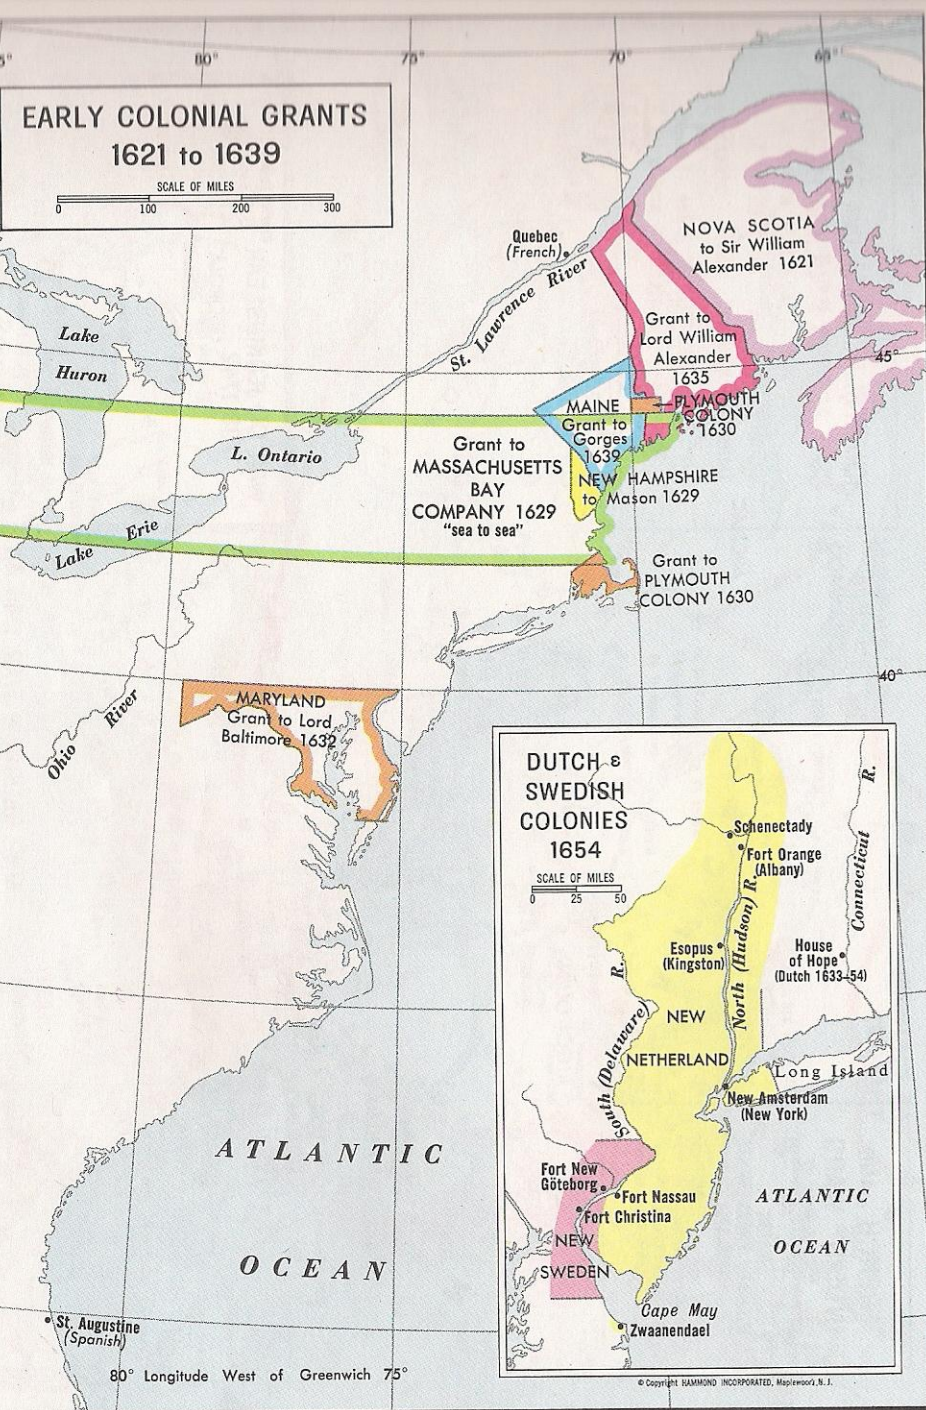 5°
80°
75°
70°
65°
EARLY COLONIAL GRANTS
1621 to 1639
SCALE OF MILES
0 100 200 300
Quebec
(French)
St. Lawrence River
NOVA SCOTIA
to Sir William
Alexander 1621
Grant to
Lord William
Alexander
1635
45°
Lake
Huron
PLYMOUTH
COLONY
1630
MAINE
Grant to
Gorges
1639
L. Ontario
Grant to
MASSACHUSETTS
BAY
COMPANY 1629
"sea to sea"
NEW HAMPSHIRE
to Mason 1629
Lake Erie
Grant to
PLYMOUTH
COLONY 1630
40°
MARYLAND
Grant to Lord
Baltimore 1632
Ohio River
DUTCH &
SWEDISH
COLONIES
1654
SCALE OF MILES
0 25 50
Schenectady
Fort Orange
(Albany)
Connecticut R.
North (Hudson) R.
Esopus
(Kingston)
House
of Hope
(Dutch 1633-54)
South (Delaware) R.
NEW
NETHERLAND
Long Island
New Amsterdam
(New York)
Fort New
Göteborg
Fort Nassau
Fort Christina
NEW
SWEDEN
ATLANTIC
OCEAN
Cape May
Zwaanendael
ATLANTIC
OCEAN
St. Augustine
(Spanish)
80° Longitude West of Greenwich 75°
© Copyright HAMMOND INCORPORATED, Maplewood, N. J.